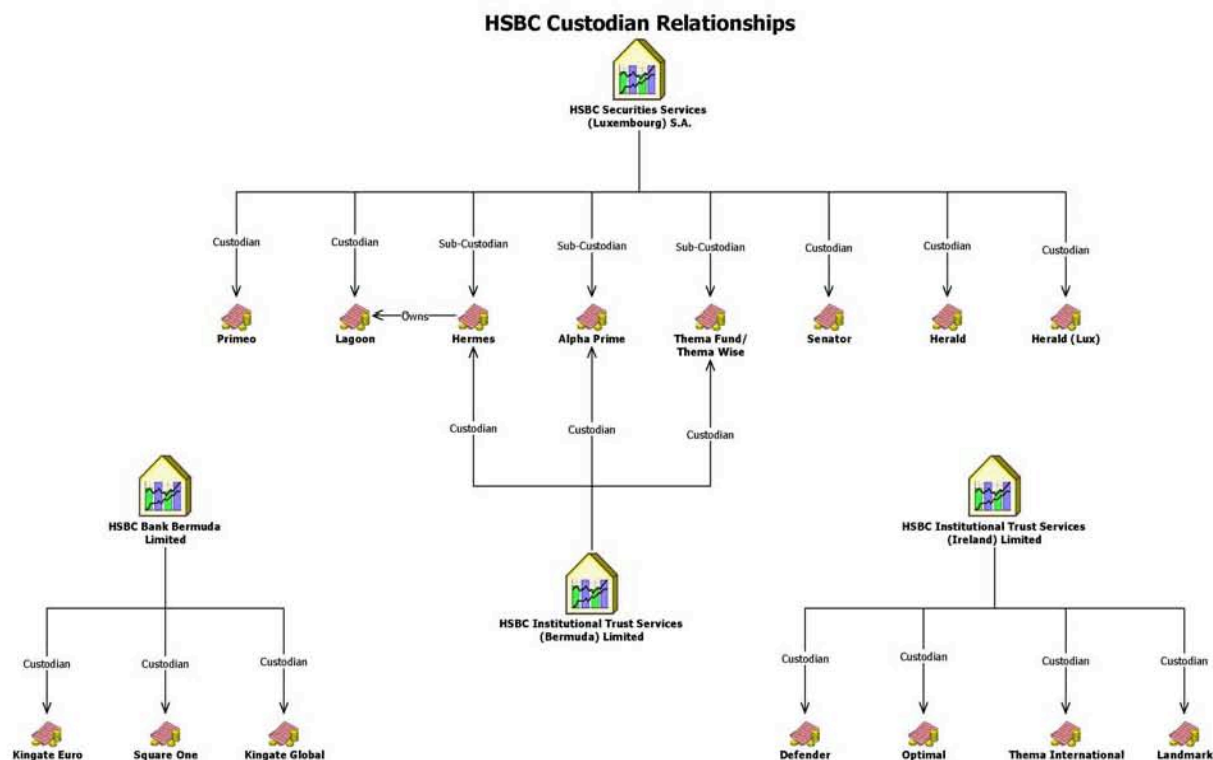 HSBC Custodian Relationships
HSBC Securities Services
(Luxembourg) S.A.
Custodian
Custodian
Sub-Custodian
Sub-Custodian
Sub-Custodian
Custodian
Custodian
Custodian
Primeo
Lagoon
Owns
Hermes
Alpha Prime
Thema Fund/
Thema Wise
Senator
Herald
Herald (Lux)
Custodian
Custodian
Custodian
HSBC Bank Bermuda
Limited
HSBC Institutional Trust Services
(Ireland) Limited
HSBC Institutional Trust Services
(Bermuda) Limited
Custodian
Custodian
Custodian
Custodian
Custodian
Custodian
Custodian
Kingate Euro
Square One
Kingate Global
Defender
Optimal
Thema International
Landmark